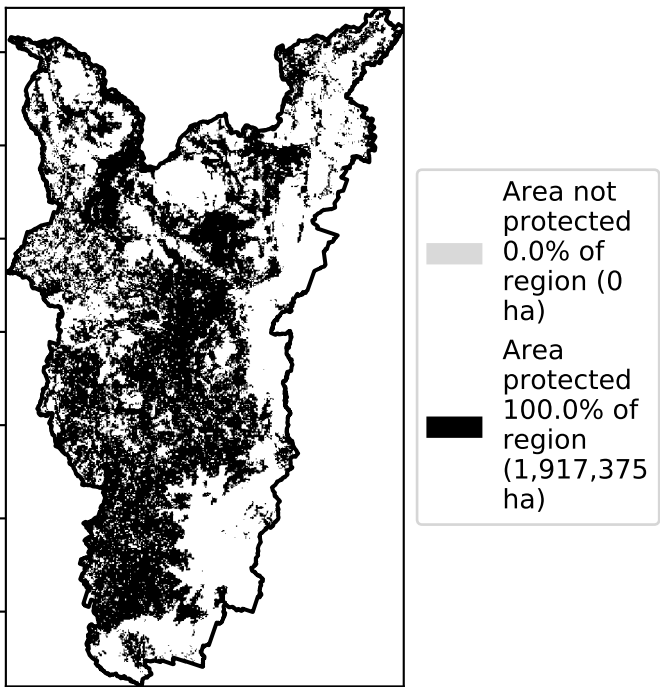 Area not
protected
0.0% of
region (0
ha)
Area
protected
100.0% of
region
(1,917,375
ha)